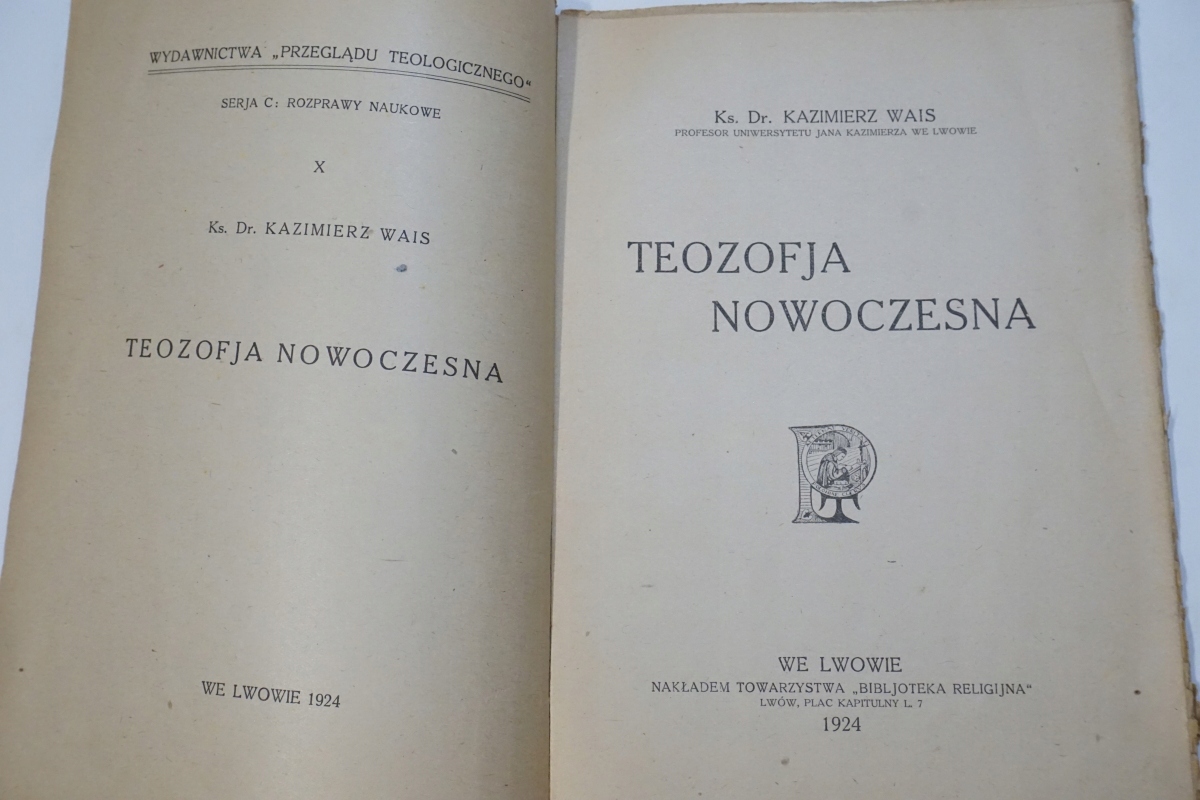 WYDAWNICTWA „PRZEGLĄDU TEOLOGICZNEGO“
SERJA C: ROZPRAWY NAUKOWE
X
Ks. Dr. KAZIMIERZ WAIS
TEOZOFJA NOWOCZESNA
WE LWOWIE 1924
Ks. Dr. KAZIMIERZ WAIS
PROFESOR UNIWERSYTETU JANA KAZIMIERZA WE LWOWIE
TEOZOFJA
NOWOCZESNA
WE LWOWIE
NAKŁADEM TOWARZYSTWA „BIBLJOTEKA RELIGIJNA“
LWÓW, PLAC KAPITULNY L. 7
1924